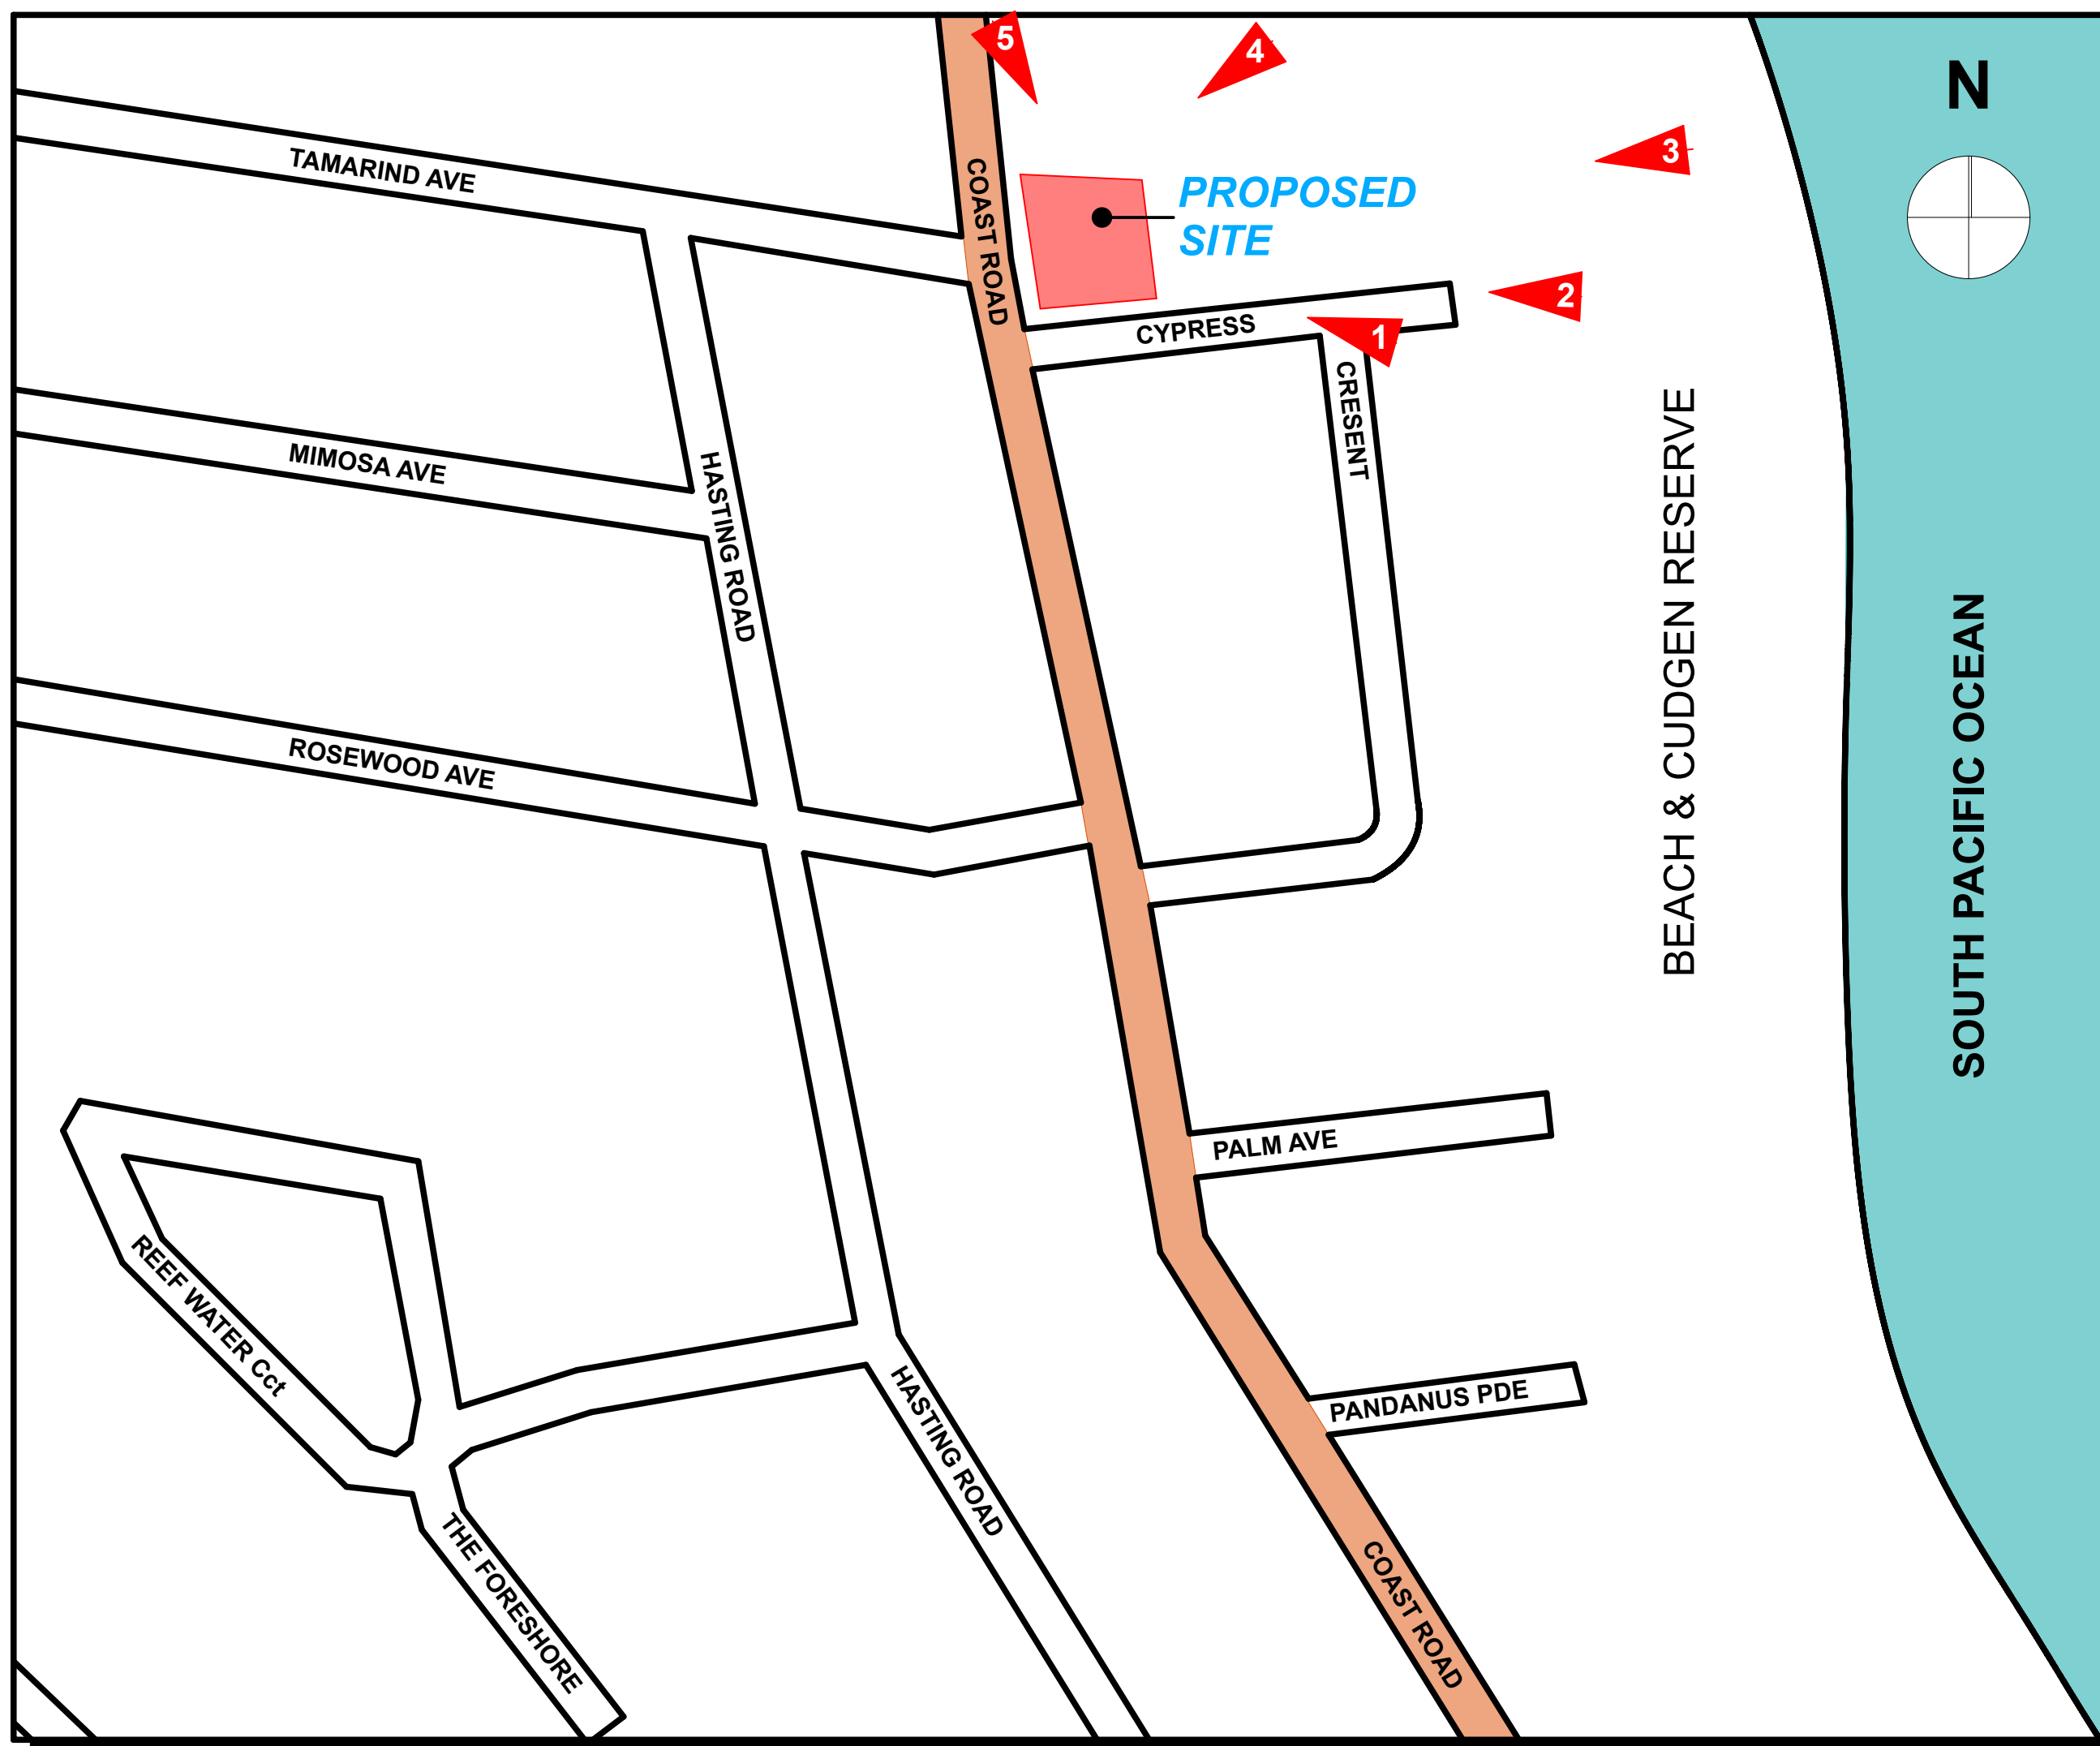 5
4
N
3
TAMARIND AVE
COAST ROAD
PROPOSED
SITE
2
CYPRESS
1
CRESENT
MIMOSA AVE
HASTING ROAD
BEACH & CUDGEN RESERVE
SOUTH PACIFIC OCEAN
ROSEWOOD AVE
PALM AVE
REEF WATER Cct
HASTING ROAD
PANDANUS PDE
THE FORESHORE
COAST ROAD